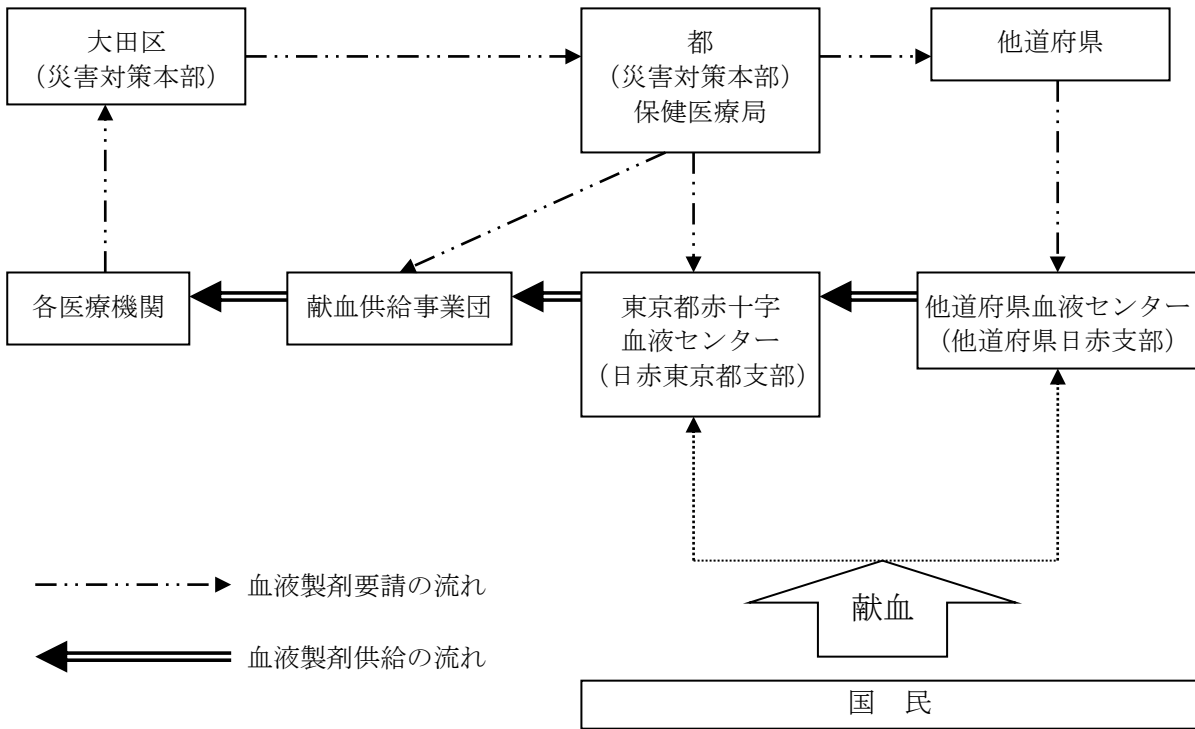 大田区
（災害対策本部）
都
（災害対策本部）
保健医療局
他道府県
各医療機関
献血供給事業団
東京都赤十字
血液センター
（日赤東京都支部）
他道府県血液センター
（他道府県日赤支部）
血液製剤要請の流れ
血液製剤供給の流れ
献血
国　民